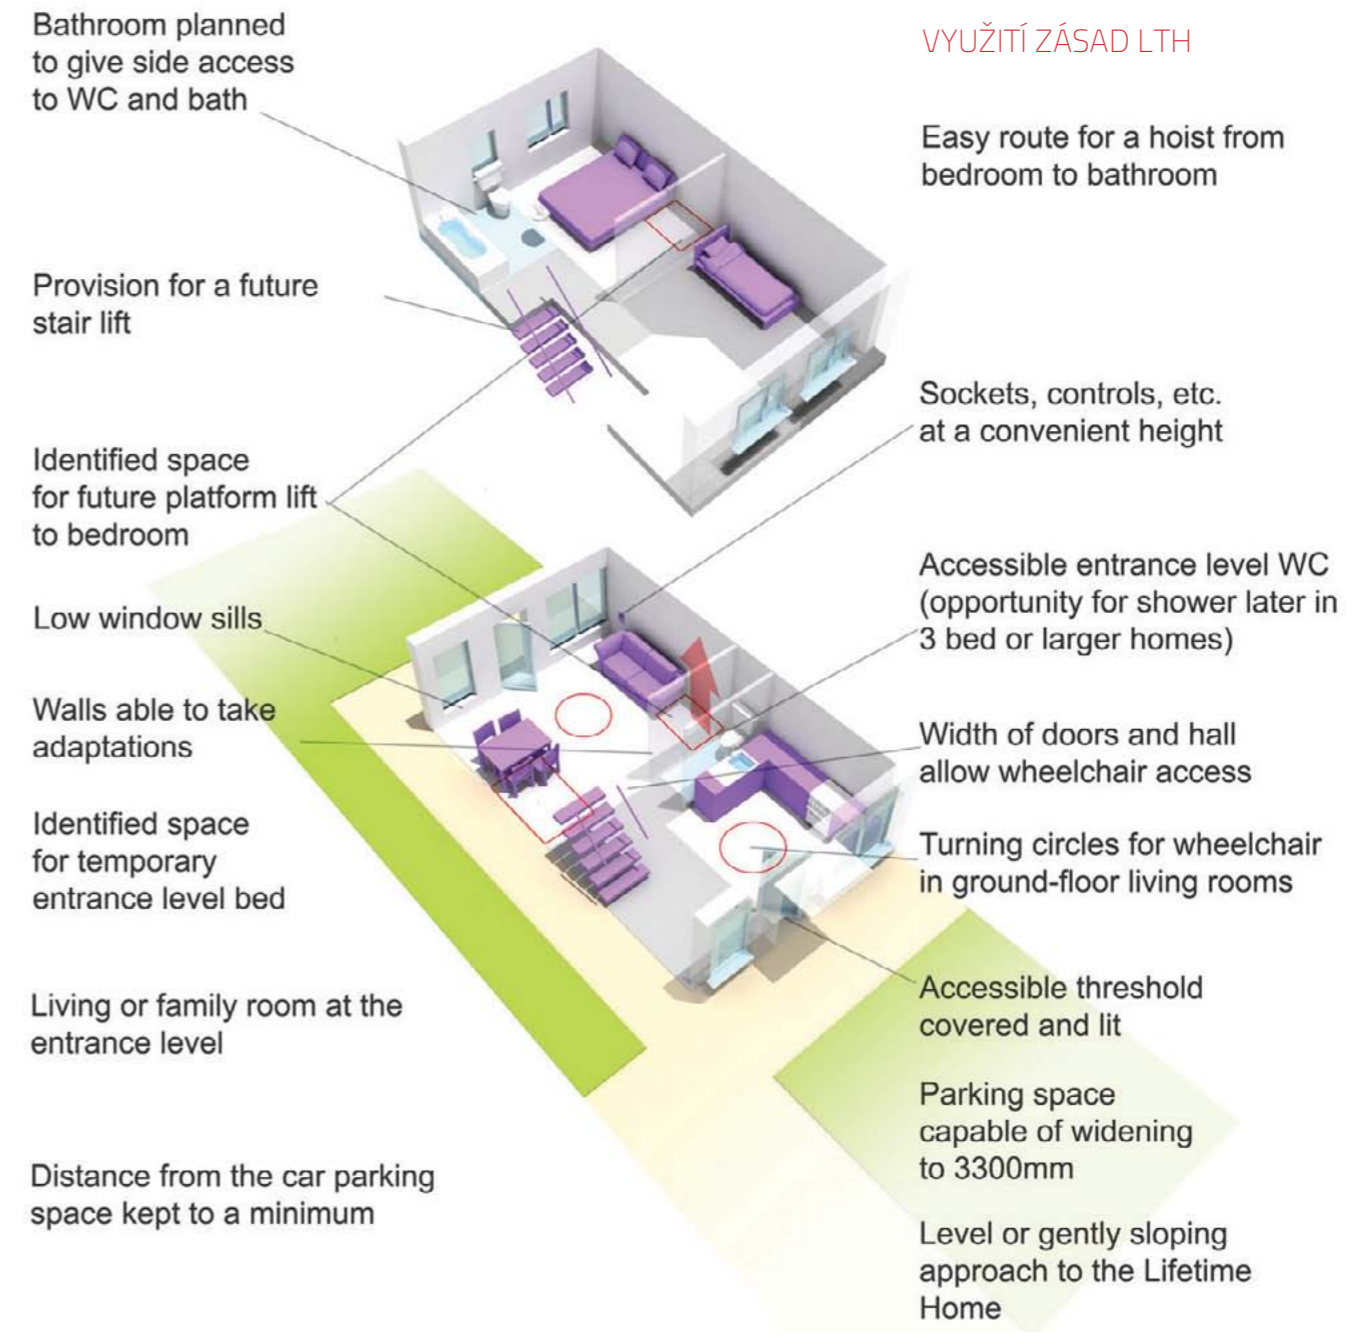 Bathroom planned
to give side access
to WC and bath
Provision for a future
stair lift
Identified space
for future platform lift
to bedroom
Low window sills
Walls able to take
adaptations
Identified space
for temporary
entrance level bed
Living or family room at the
entrance level
Distance from the car parking
space kept to a minimum
VYUŽITÍ ZÁSAD LTH
Easy route for a hoist from
bedroom to bathroom
Sockets, controls, etc.
at a convenient height
Accessible entrance level WC
(opportunity for shower later in
3 bed or larger homes)
Width of doors and hall
allow wheelchair access
Turning circles for wheelchair
in ground-floor living rooms
Accessible threshold
covered and lit
Parking space
capable of widening
to 3300mm
Level or gently sloping
approach to the Lifetime
Home